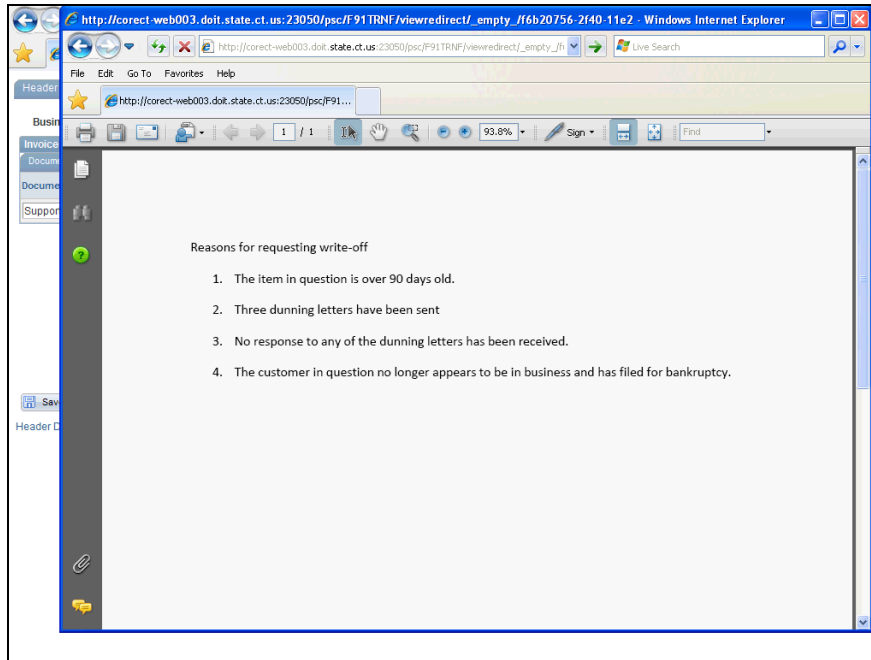 http://corect-web003.doit.state.ct.us:23050/psc/F91TRNF/viewredirect/_empty_/f6b20756-2f40-11e2 - Windows Internet Explorer
http://corect-web003.doit.state.ct.us:23050/psc/F91TRNF/viewredirect/_empty_/
Live Search
File Edit Go To Favorites Help
http://corect-web003.doit.state.ct.us:23050/psc/F91...
Header
Busin
Invoice
Docume
Docume
Suppor
Sav
Header D
1 / 1
93.8%
Sign
Find
Reasons for requesting write-off
1. The item in question is over 90 days old.
2. Three dunning letters have been sent
3. No response to any of the dunning letters has been received.
4. The customer in question no longer appears to be in business and has filed for bankruptcy.